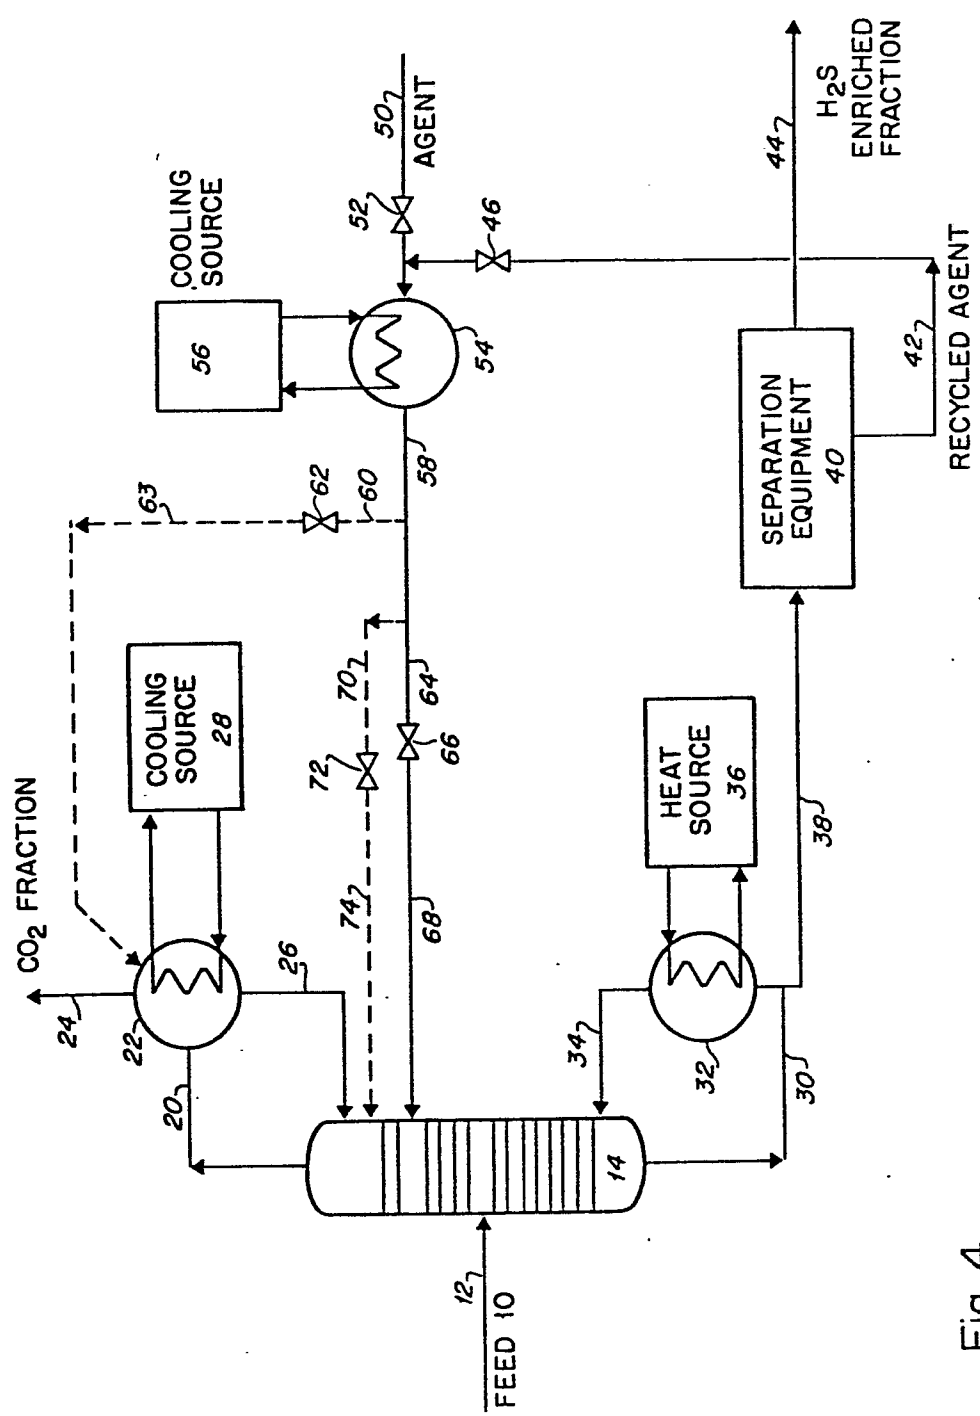 CO2 FRACTION
24
22
20
26
COOLING
SOURCE
28
63
62
60
COOLING
SOURCE
56
54
58
52
50
AGENT
46
70
72
74
64
66
68
FEED 10
12
14
34
32
30
HEAT
SOURCE
36
38
SEPARATION
EQUIPMENT
40
42
RECYCLED AGENT
44
H2S
ENRICHED
FRACTION
Fig. 4